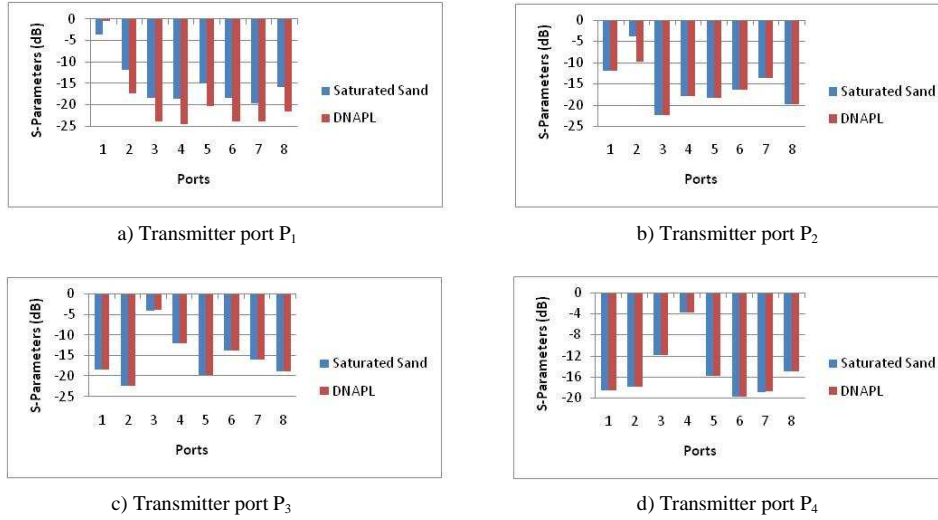 0
-5
-10
-15
-20
-25
S-Parameters (dB)
1 2 3 4 5 6 7 8
Ports
Saturated Sand
DNAPL
a) Transmitter port P₁
0
-5
-10
-15
-20
-25
S-Parameters (dB)
1 2 3 4 5 6 7 8
Ports
Saturated Sand
DNAPL
b) Transmitter port P₂
0
-5
-10
-15
-20
-25
S-Parameters (dB)
1 2 3 4 5 6 7 8
Ports
Saturated Sand
DNAPL
c) Transmitter port P₃
0
-4
-8
-12
-16
-20
S-Parameters (dB)
1 2 3 4 5 6 7 8
Ports
Saturated Sand
DNAPL
d) Transmitter port P₄